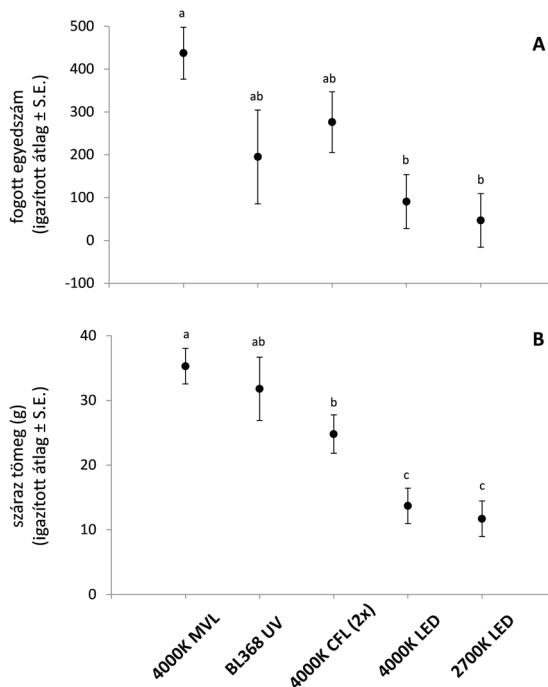 A
fogott egyedszám
(igazított átlag ± S.E.)
500
400
300
200
100
0
-100
a
ab
ab
b
b
B
száraz tömeg (g)
(igazított átlag ± S.E.)
40
30
20
10
0
a
ab
b
c
c
4000K MVL
BL368 UV
4000K CFL (2x)
4000K LED
2700K LED